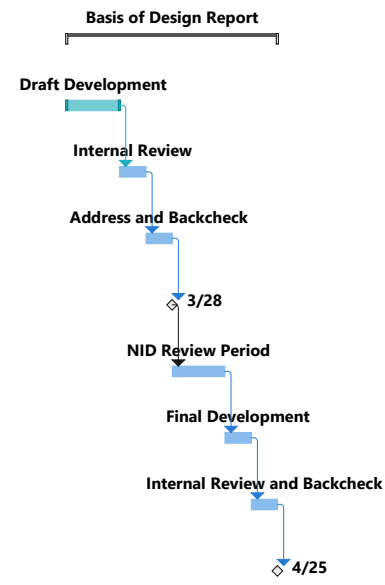 Basis of Design Report
Draft Development
Internal Review
Address and Backcheck
3/28
NID Review Period
Final Development
Internal Review and Backcheck
4/25